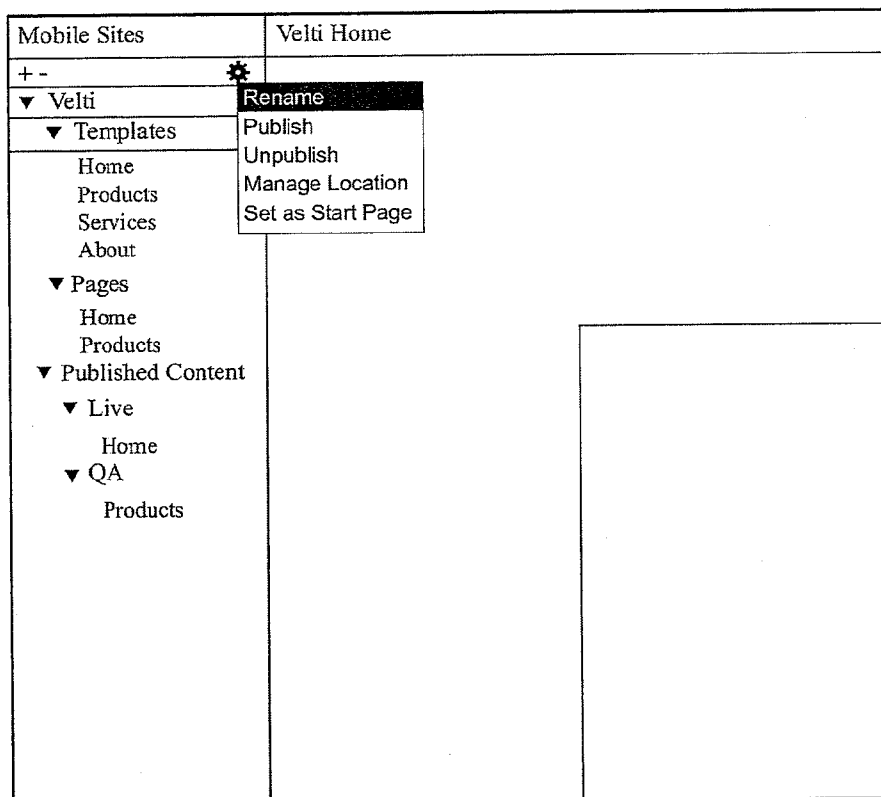 Mobile Sites
Velti Home
+ -
Velti
Templates
Home
Products
Services
About
Rename
Publish
Unpublish
Manage Location
Set as Start Page
Pages
Home
Products
Published Content
Live
Home
QA
Products